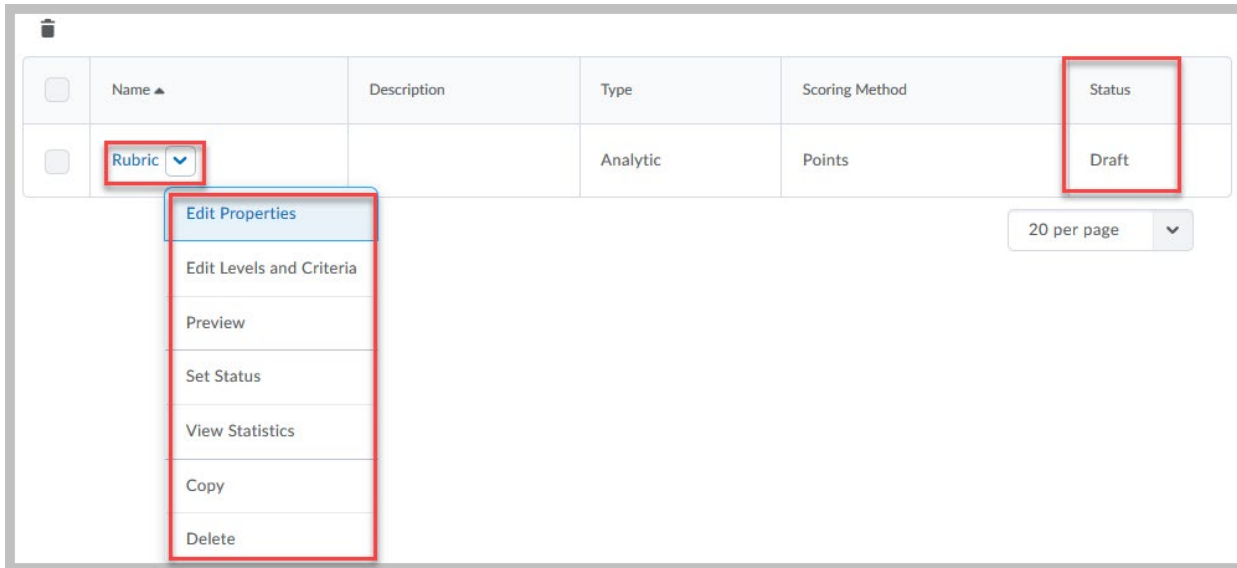 Name Description Type Scoring Method Status
Rubric Analytic Points Draft
Edit Properties
20 per page
Edit Levels and Criteria
Preview
Set Status
View Statistics
Copy
Delete